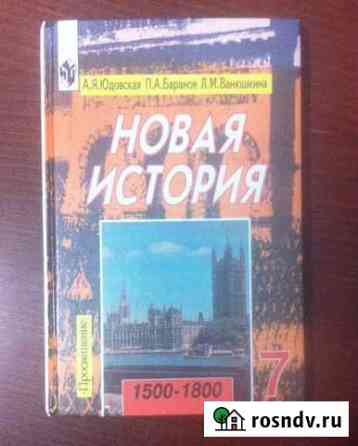 А.Я.Юдовская П.А.Баранов Л.М.Ванюшкина
НОВАЯ
ИСТОРИЯ
Просвещение
1500-1800
7
rosndv.ru